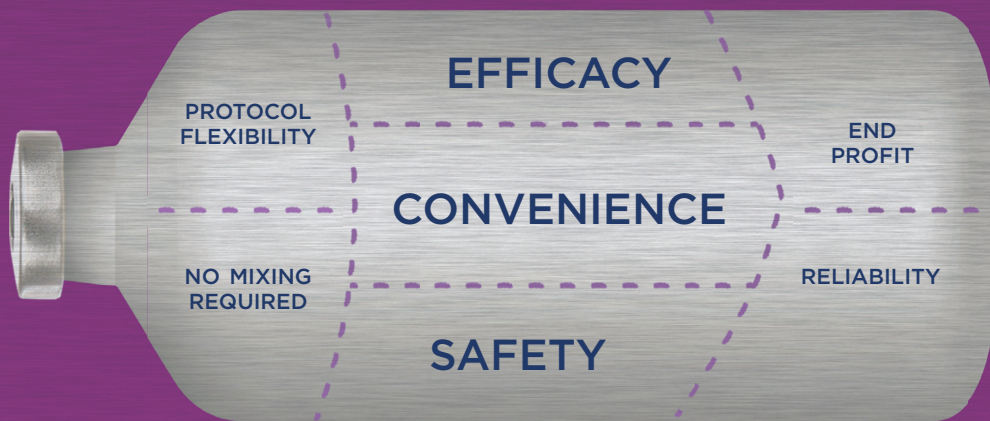 PROTOCOL
FLEXIBILITY
NO MIXING
REQUIRED
EFFICACY
CONVENIENCE
SAFETY
END
PROFIT
RELIABILITY